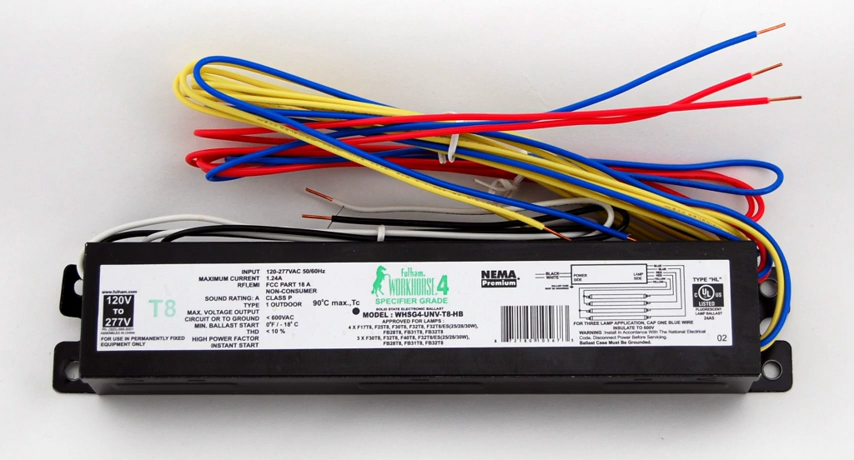 www.fulham.com
120V
TO
277V
FOR USE IN PERMANENTLY FIXED
EQUIPMENT ONLY
T8
INPUT 120-277VAC 50/60Hz
MAXIMUM CURRENT 1.24A
RF/EMI FCC PART 18 A
NON-CONSUMER
SOUND RATING: A CLASS P
TYPE 1 OUTDOOR
MAX. VOLTAGE OUTPUT
CIRCUIT OR TO GROUND < 600VAC
MIN. BALLAST START 0°F / -18° C
THD < 10 %
HIGH POWER FACTOR
INSTANT START
90°C max.,Tc
fulham.
WORKHORSE 4
SPECIFIER GRADE
SOLID STATE ELECTRONIC BALLAST
MODEL : WHSG4-UNV-T8-HB
APPROVED FOR LAMPS :
4 X F17T8, F25T8, F30T8, F32T8, F32T8/ES(25/28/30W),
FB28T8, FB31T8, FB32T8
3 X F30T8, F32T8, F40T8, F32T8/ES(25/28/30W),
FB28T8, FB31T8, FB32T8
NEMA
Premium
BLACK
WHITE
POWER
SIDE
LAMP
SIDE
TYPE "HL"
UL
LISTED
FLUORESCENT
LAMP BALLAST
24A5
FOR THREE LAMP APPLICATION, CAP ONE BLUE WIRE
INSULATE TO 600V
WARNING: Install In Accordance With The National Electrical
Code, Disconnect Power Before Servicing.
Ballast Case Must Be Grounded.
02